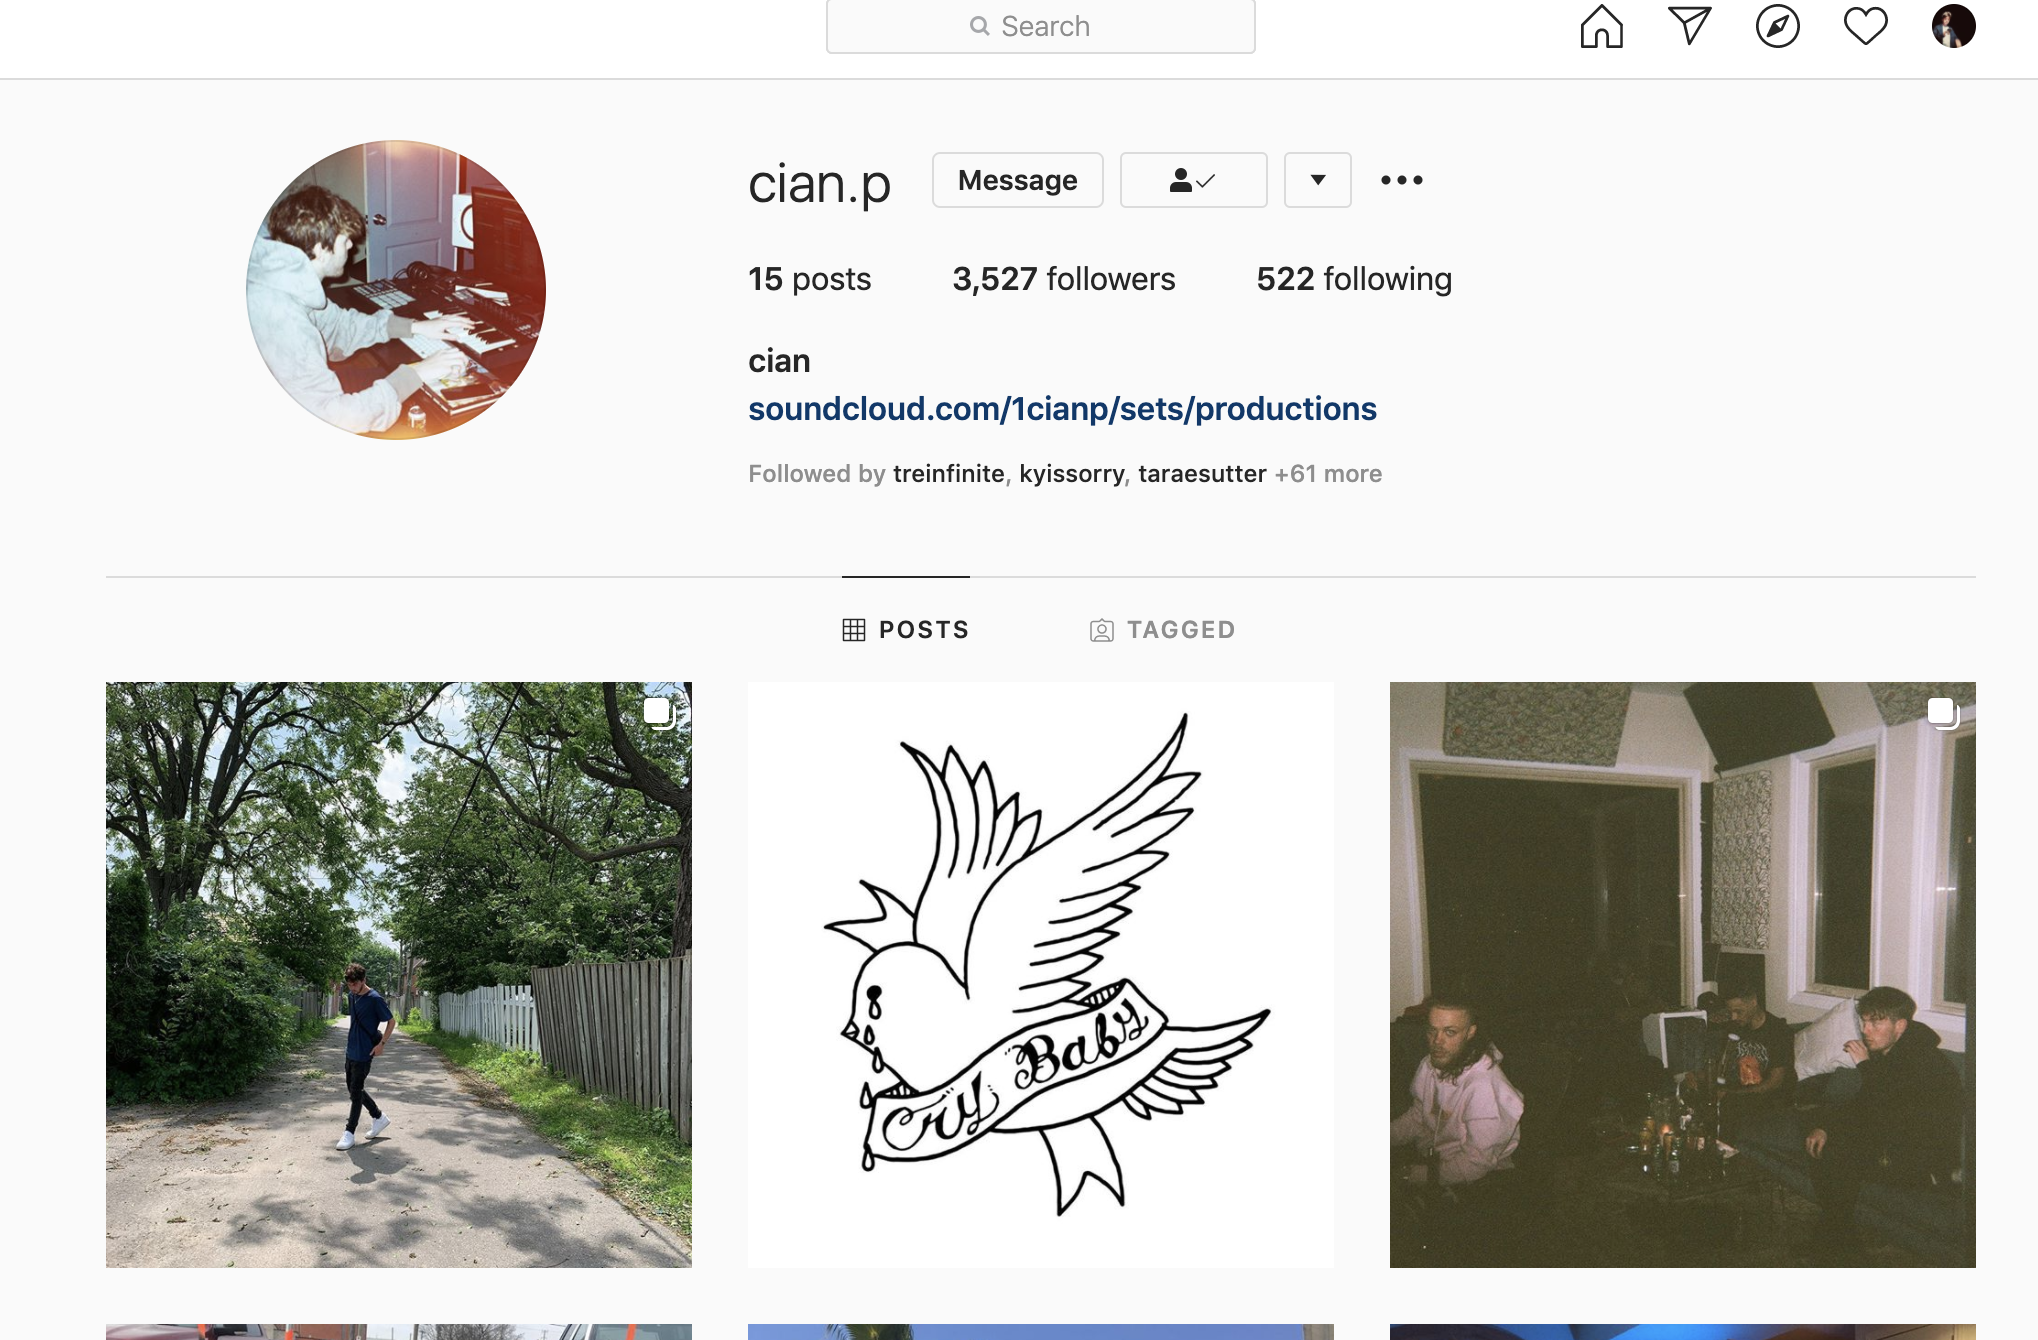 Search
cian.p Message
15 posts 3,527 followers 522 following
cian
soundcloud.com/1cianp/sets/productions
Followed by treinfinite, kyissorry, taraesutter +61 more
POSTS TAGGED
Cry Baby